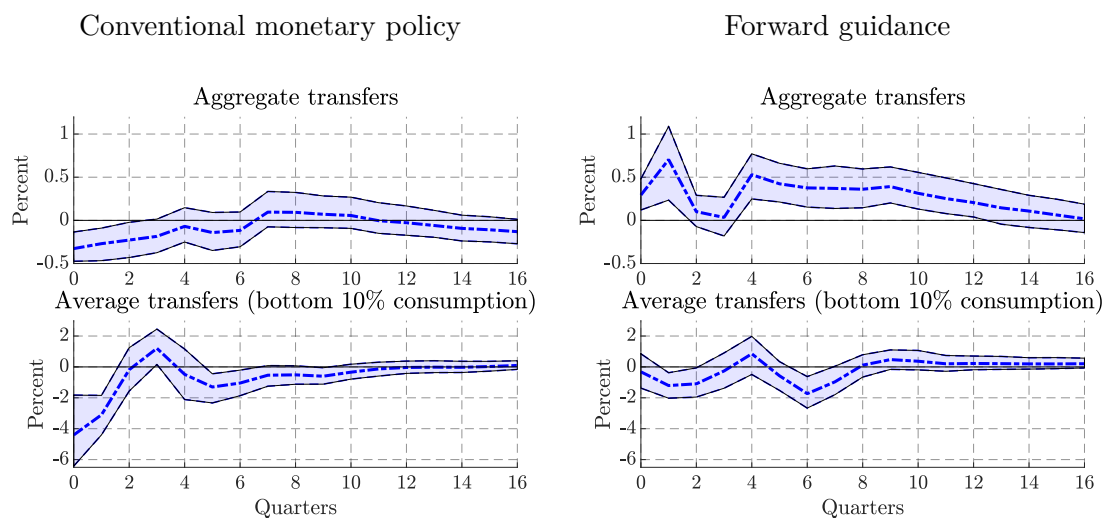 Conventional monetary policy
Forward guidance
Aggregate transfers
Percent
1
0.5
0
-0.5
0 2 4 6 8 10 12 14 16
Average transfers (bottom 10% consumption)
Percent
2
0
-2
-4
-6
0 2 4 6 8 10 12 14 16
Quarters
Aggregate transfers
Percent
1
0.5
0
-0.5
0 2 4 6 8 10 12 14 16
Average transfers (bottom 10% consumption)
Percent
2
0
-2
-4
-6
0 2 4 6 8 10 12 14 16
Quarters